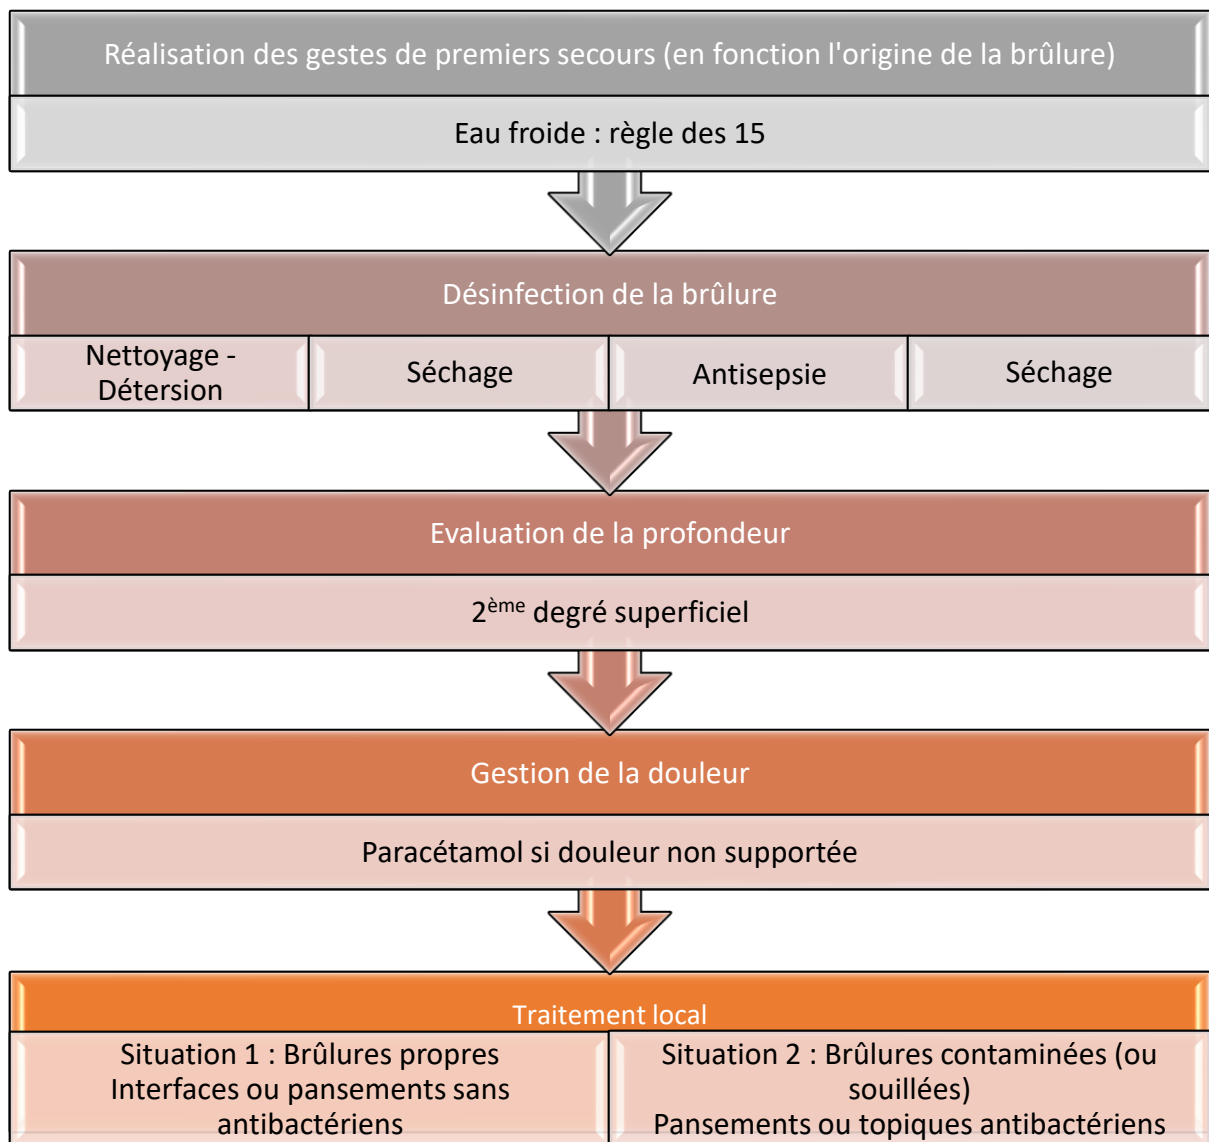 Réalisation des gestes de premiers secours (en fonction l'origine de la brûlure)
Eau froide : règle des 15
Désinfection de la brûlure
Nettoyage -
Détersion
Séchage
Antisepsie
Séchage
Evaluation de la profondeur
2ème degré superficiel
Gestion de la douleur
Paracétamol si douleur non supportée
Traitement local
Situation 1 : Brûlures propres
Interfaces ou pansements sans
antibactériens
Situation 2 : Brûlures contaminées (ou
souillées)
Pansements ou topiques antibactériens